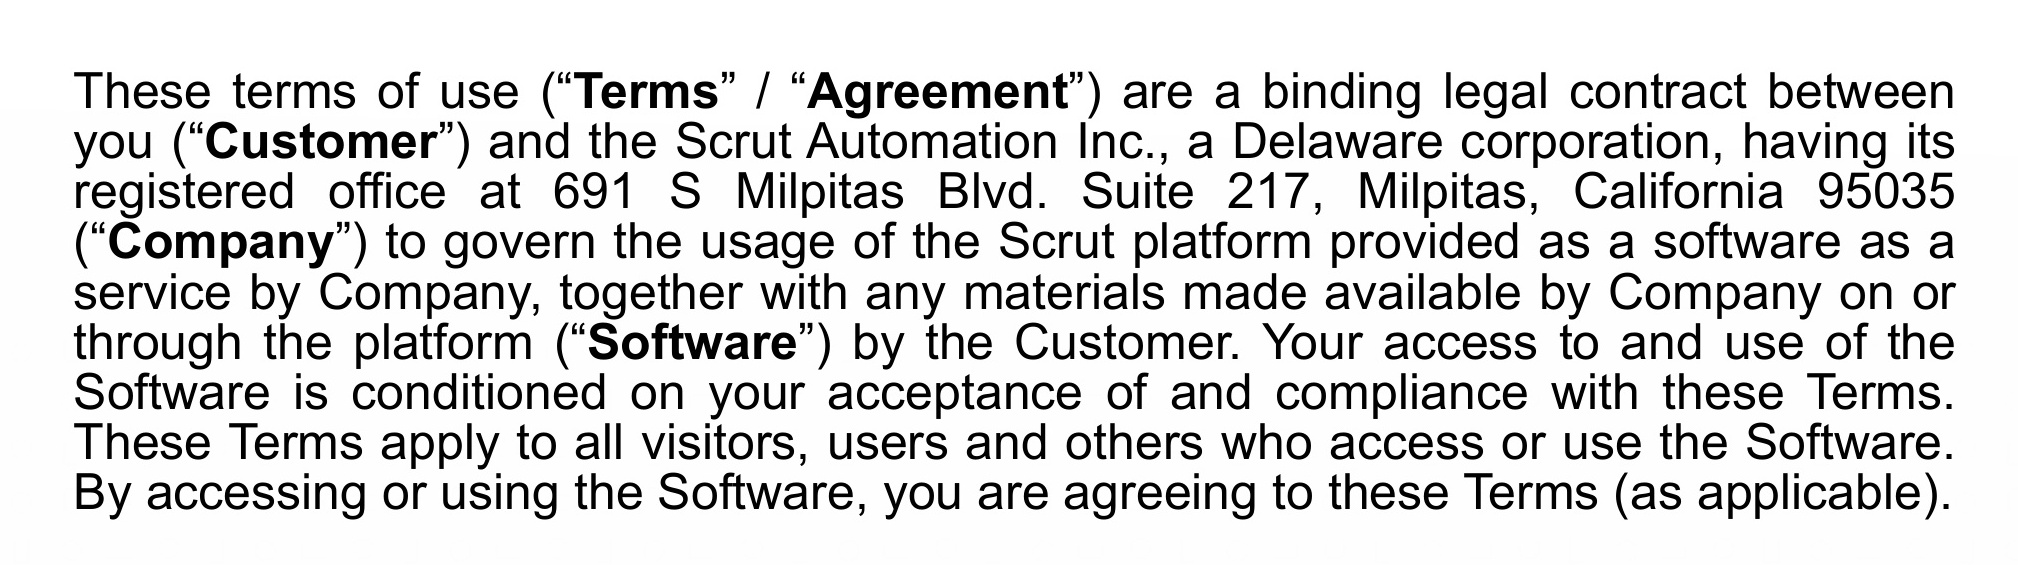 These terms of use (“Terms” / “Agreement”) are a binding legal contract between
you (“Customer”) and the Scrut Automation Inc., a Delaware corporation, having its
registered office at 691 S Milpitas Blvd. Suite 217, Milpitas, California 95035
(“Company”) to govern the usage of the Scrut platform provided as a software as a
service by Company, together with any materials made available by Company on or
through the platform (“Software”) by the Customer. Your access to and use of the
Software is conditioned on your acceptance of and compliance with these Terms.
These Terms apply to all visitors, users and others who access or use the Software.
By accessing or using the Software, you are agreeing to these Terms (as applicable).